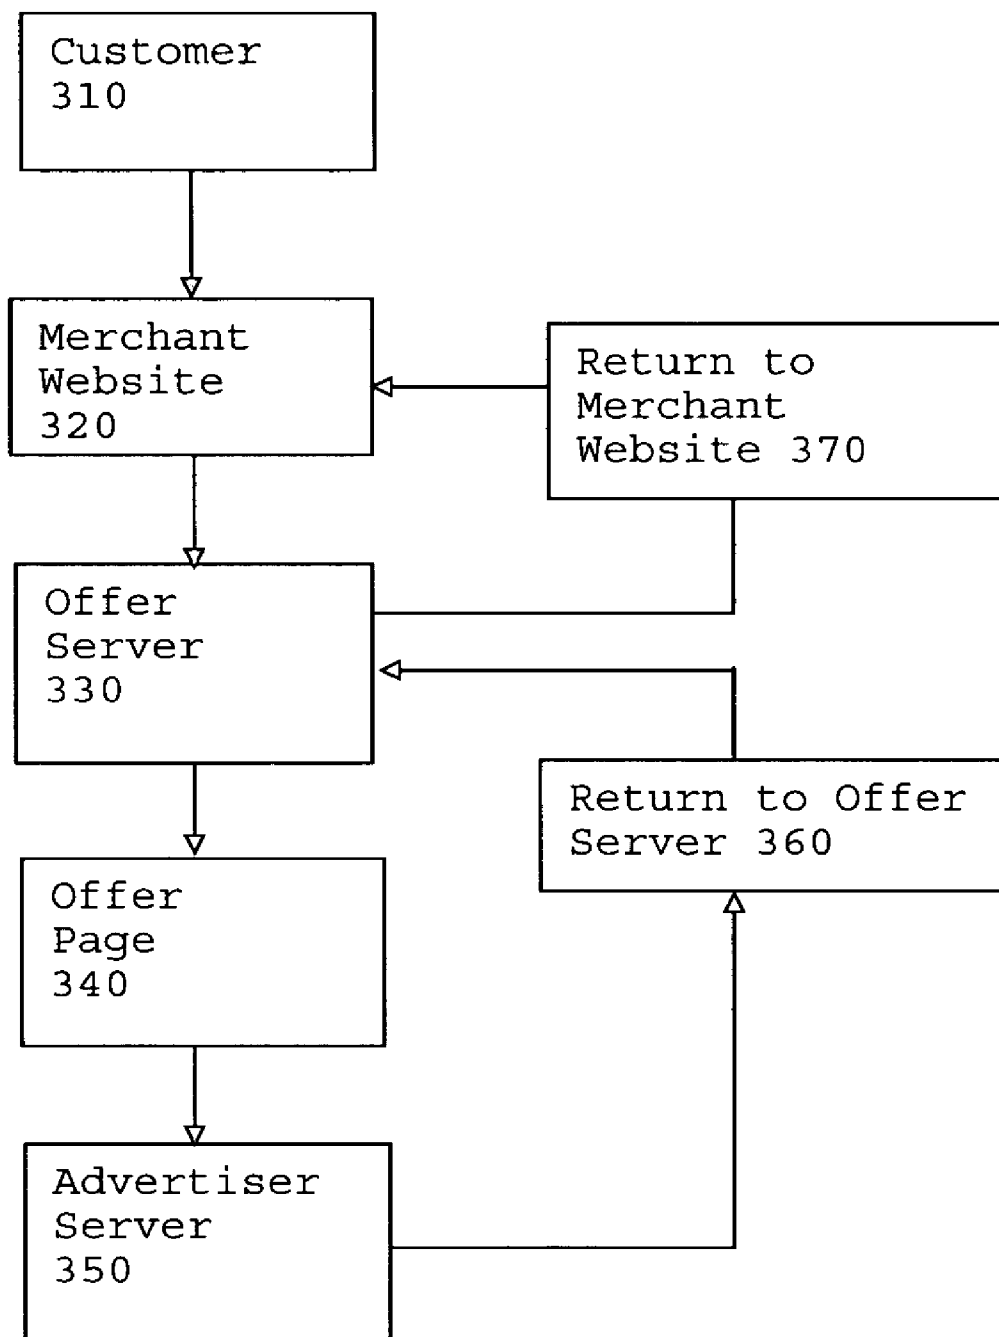 Customer
310
Merchant
Website
320
Return to
Merchant
Website 370
Offer
Server
330
Return to Offer
Server 360
Offer
Page
340
Advertiser
Server
350